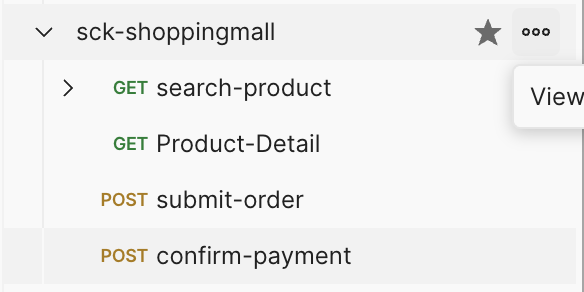 sck-shoppingmall
View
GET search-product
GET Product-Detail
POST submit-order
POST confirm-payment